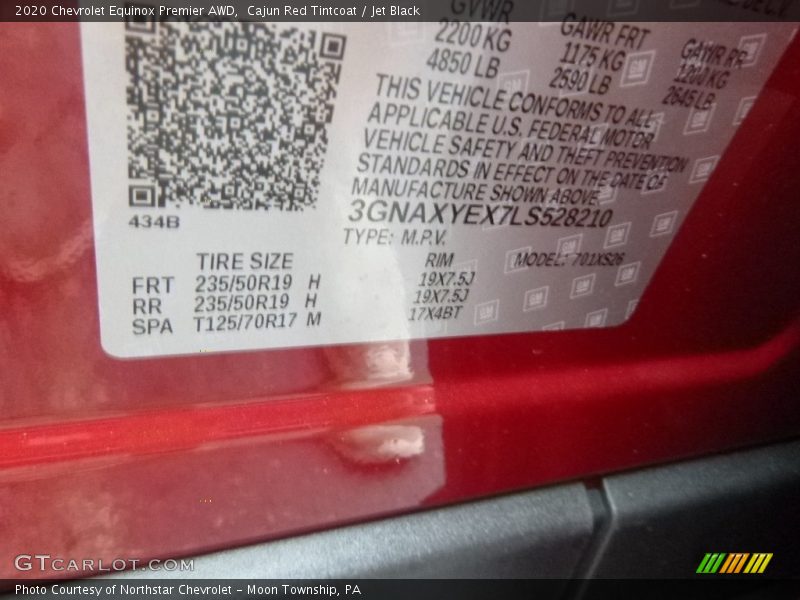 2020 Chevrolet Equinox Premier AWD, Cajun Red Tintcoat / Jet Black
GVWR GAWR FRT GAWR RR
2200 KG 1175 KG 1200 KG
4850 LB 2590 LB 2645 LB
THIS VEHICLE CONFORMS TO ALL
APPLICABLE U.S. FEDERAL MOTOR
VEHICLE SAFETY AND THEFT PREVENTION
STANDARDS IN EFFECT ON THE DATE OF
MANUFACTURE SHOWN ABOVE.
434B
3GNAXYEX7LS528210
TYPE: M.P.V.
TIRE SIZE RIM MODEL: 701XS26
FRT 235/50R19 H 19X7.5J
RR 235/50R19 H 19X7.5J
SPA T125/70R17 M 17X4BT
GTCARLOT.COM
Photo Courtesy of Northstar Chevrolet - Moon Township, PA